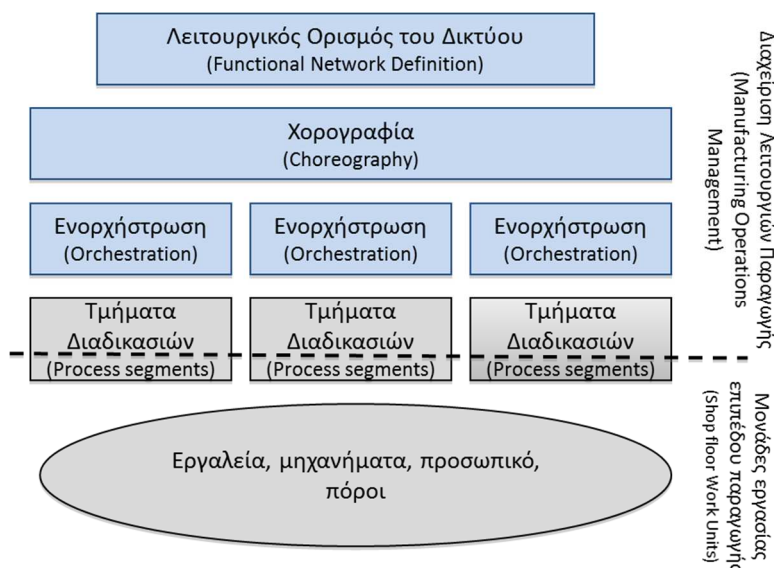 Λειτουργικός Ορισμός του Δικτύου
(Functional Network Definition)
Χορογραφία
(Choreography)
Ενορχήστρωση
(Orchestration)
Ενορχήστρωση
(Orchestration)
Ενορχήστρωση
(Orchestration)
Τμήματα
Διαδικασιών
(Process segments)
Τμήματα
Διαδικασιών
(Process segments)
Τμήματα
Διαδικασιών
(Process segments)
Εργαλεία, μηχανήματα, προσωπικό,
πόροι
Διαχείριση Λειτουργιών Παραγωγής
(Manufacturing Operations
Management)
Μονάδες εργασίας
επιπέδου παραγωγής
(Shop floor Work Units)